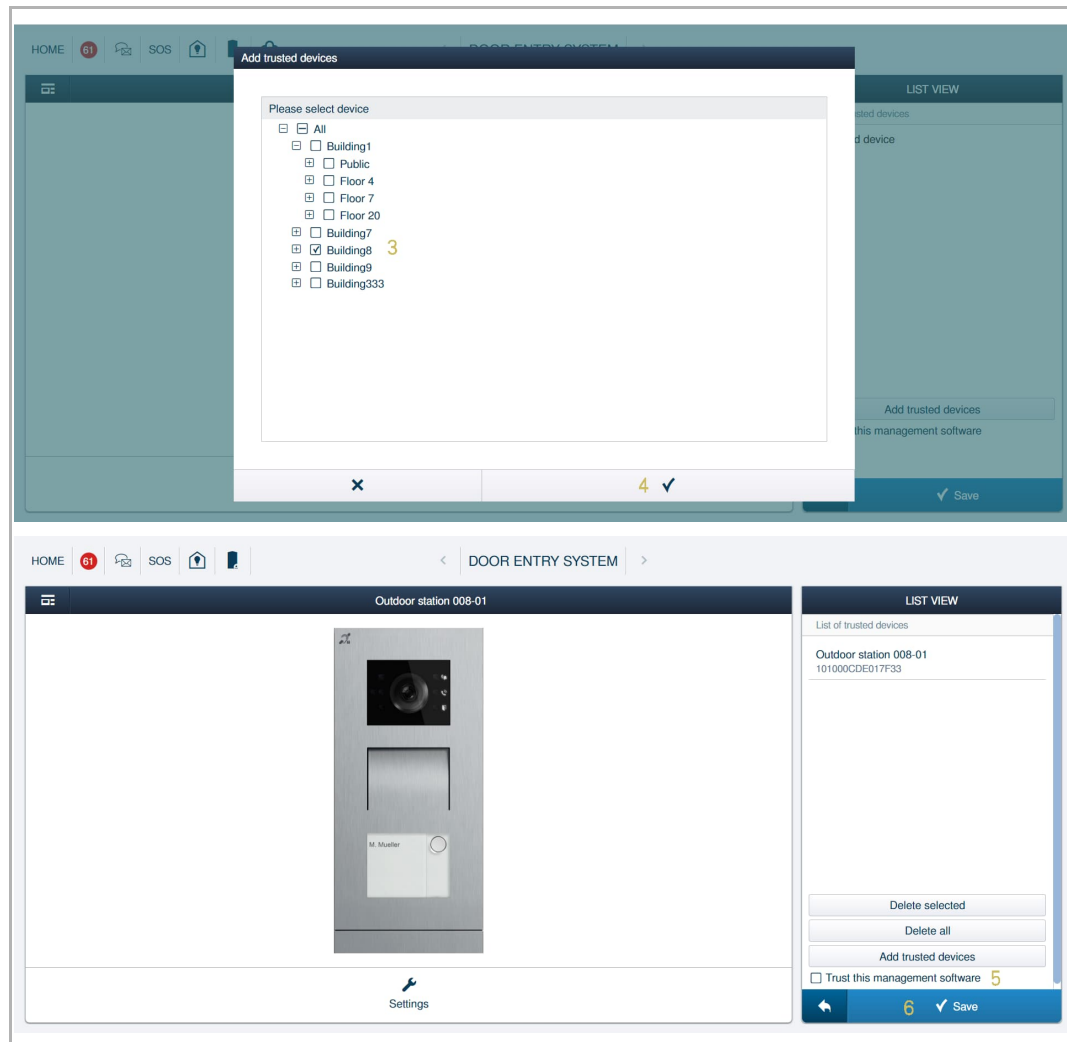 HOME 61 SOS
Add trusted devices
LIST VIEW
Please select device
All
Building1
Public
Floor 4
Floor 7
Floor 20
Building7
Building8 3
Building9
Building333
sted devices
d device
Add trusted devices
this management software
4
Save
HOME 61 SOS < DOOR ENTRY SYSTEM >
Outdoor station 008-01
M. Mueller
Settings
LIST VIEW
List of trusted devices
Outdoor station 008-01
101000CDE017F33
Delete selected
Delete all
Add trusted devices
Trust this management software 5
6 Save